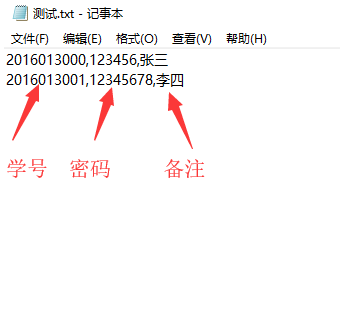 测试.txt - 记事本
文件(F) 编辑(E) 格式(O) 查看(V) 帮助(H)
2016013000,123456,张三
2016013001,12345678,李四
学号 密码 备注